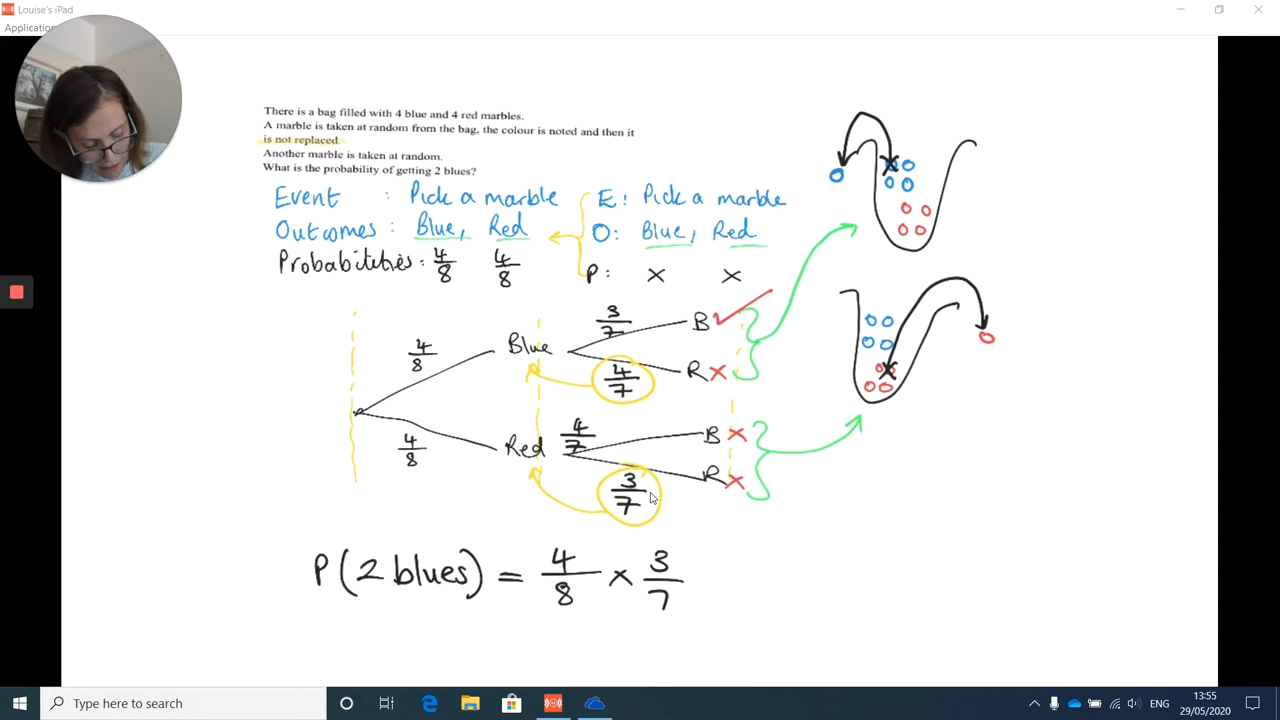 Louise's iPad
Application
There is a bag filled with 4 blue and 4 red marbles.
A marble is taken at random from the bag, the colour is noted and then it
is not replaced.
Another marble is taken at random.
What is the probability of getting 2 blues?
Event : Pick a marble E: Pick a marble
Outcomes : Blue, Red O: Blue, Red
Probabilities : 4/8 4/8 P: × ×
3/7 B
4/8 Blue
4/7 R
4/7 B
4/8 Red
R
3/7
P(2 blues) = 4/8 × 3/7
Type here to search
ENG
13:55
29/05/2020